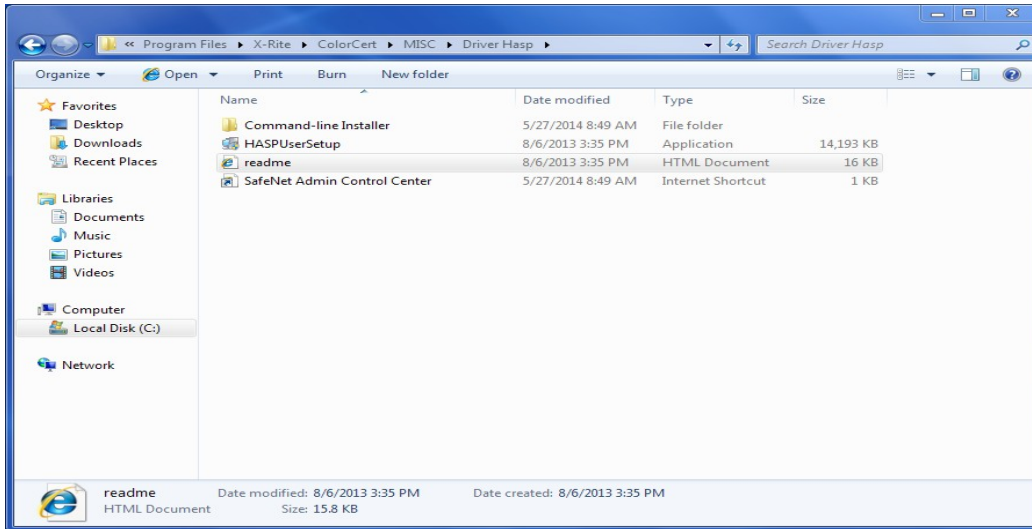 « Program Files ▸ X-Rite ▸ ColorCert ▸ MISC ▸ Driver Hasp ▸ Search Driver Hasp
Organize Open Print Burn New folder
Favorites
Desktop
Downloads
Recent Places
Libraries
Documents
Music
Pictures
Videos
Computer
Local Disk (C:)
Network
Name Date modified Type Size
Command-line Installer 5/27/2014 8:49 AM File folder
HASPUserSetup 8/6/2013 3:35 PM Application 14,193 KB
readme 8/6/2013 3:35 PM HTML Document 16 KB
SafeNet Admin Control Center 5/27/2014 8:49 AM Internet Shortcut 1 KB
readme Date modified: 8/6/2013 3:35 PM Date created: 8/6/2013 3:35 PM
HTML Document Size: 15.8 KB